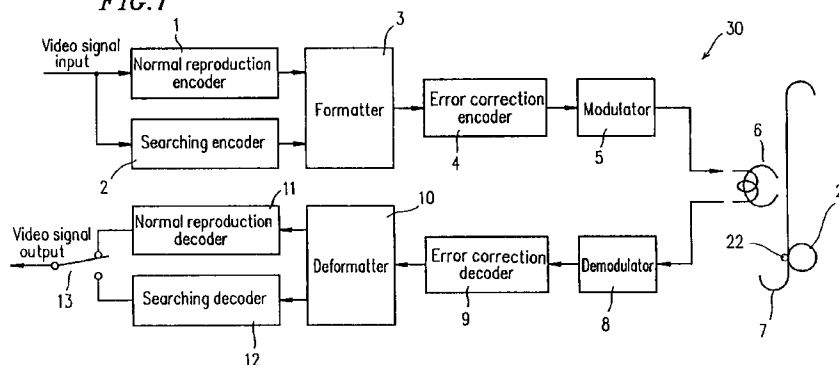 FIG.1
30
1
3
Video signal
input
Normal reproduction
encoder
Formatter
Error correction
encoder
Modulator
4
5
6
Searching encoder
2
11
10
Normal reproduction
decoder
Video signal
output
Deformatter
Error correction
decoder
Demodulator
22
13
Searching decoder
9
8
7
12